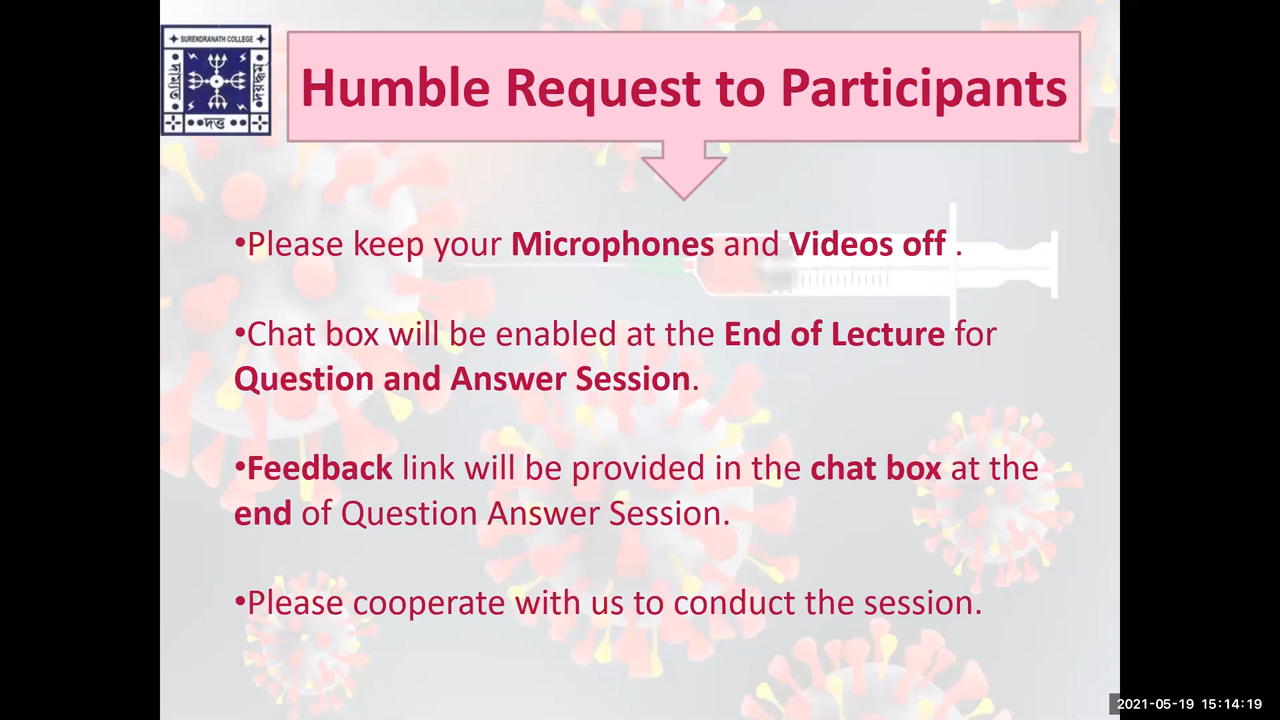 SURENDRANATH COLLEGE
দত্ত
Humble Request to Participants
•Please keep your Microphones and Videos off .
•Chat box will be enabled at the End of Lecture for
Question and Answer Session.
•Feedback link will be provided in the chat box at the
end of Question Answer Session.
•Please cooperate with us to conduct the session.
2021-05-19 15:14:19